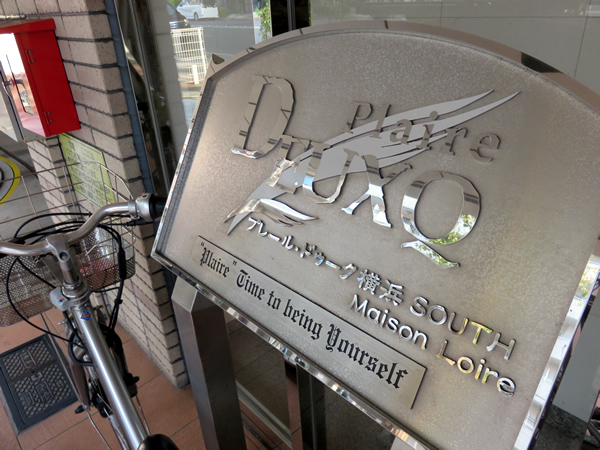 Plaire
DEUXQ
プレール・ドゥーク 横浜 SOUTH
Maison Loire
"Plaire" Time to being Yourself